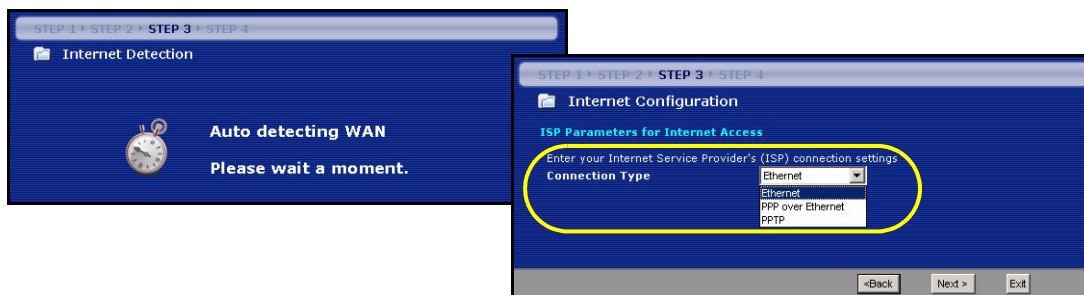 STEP 1 STEP 2 STEP 3 STEP 4
Internet Detection
Auto detecting WAN
Please wait a moment.
STEP 1 STEP 2 STEP 3 STEP 4
Internet Configuration
ISP Parameters for Internet Access
Enter your Internet Service Provider's (ISP) connection settings
Connection Type Ethernet
Ethernet
PPP over Ethernet
PPTP
<Back Next > Exit